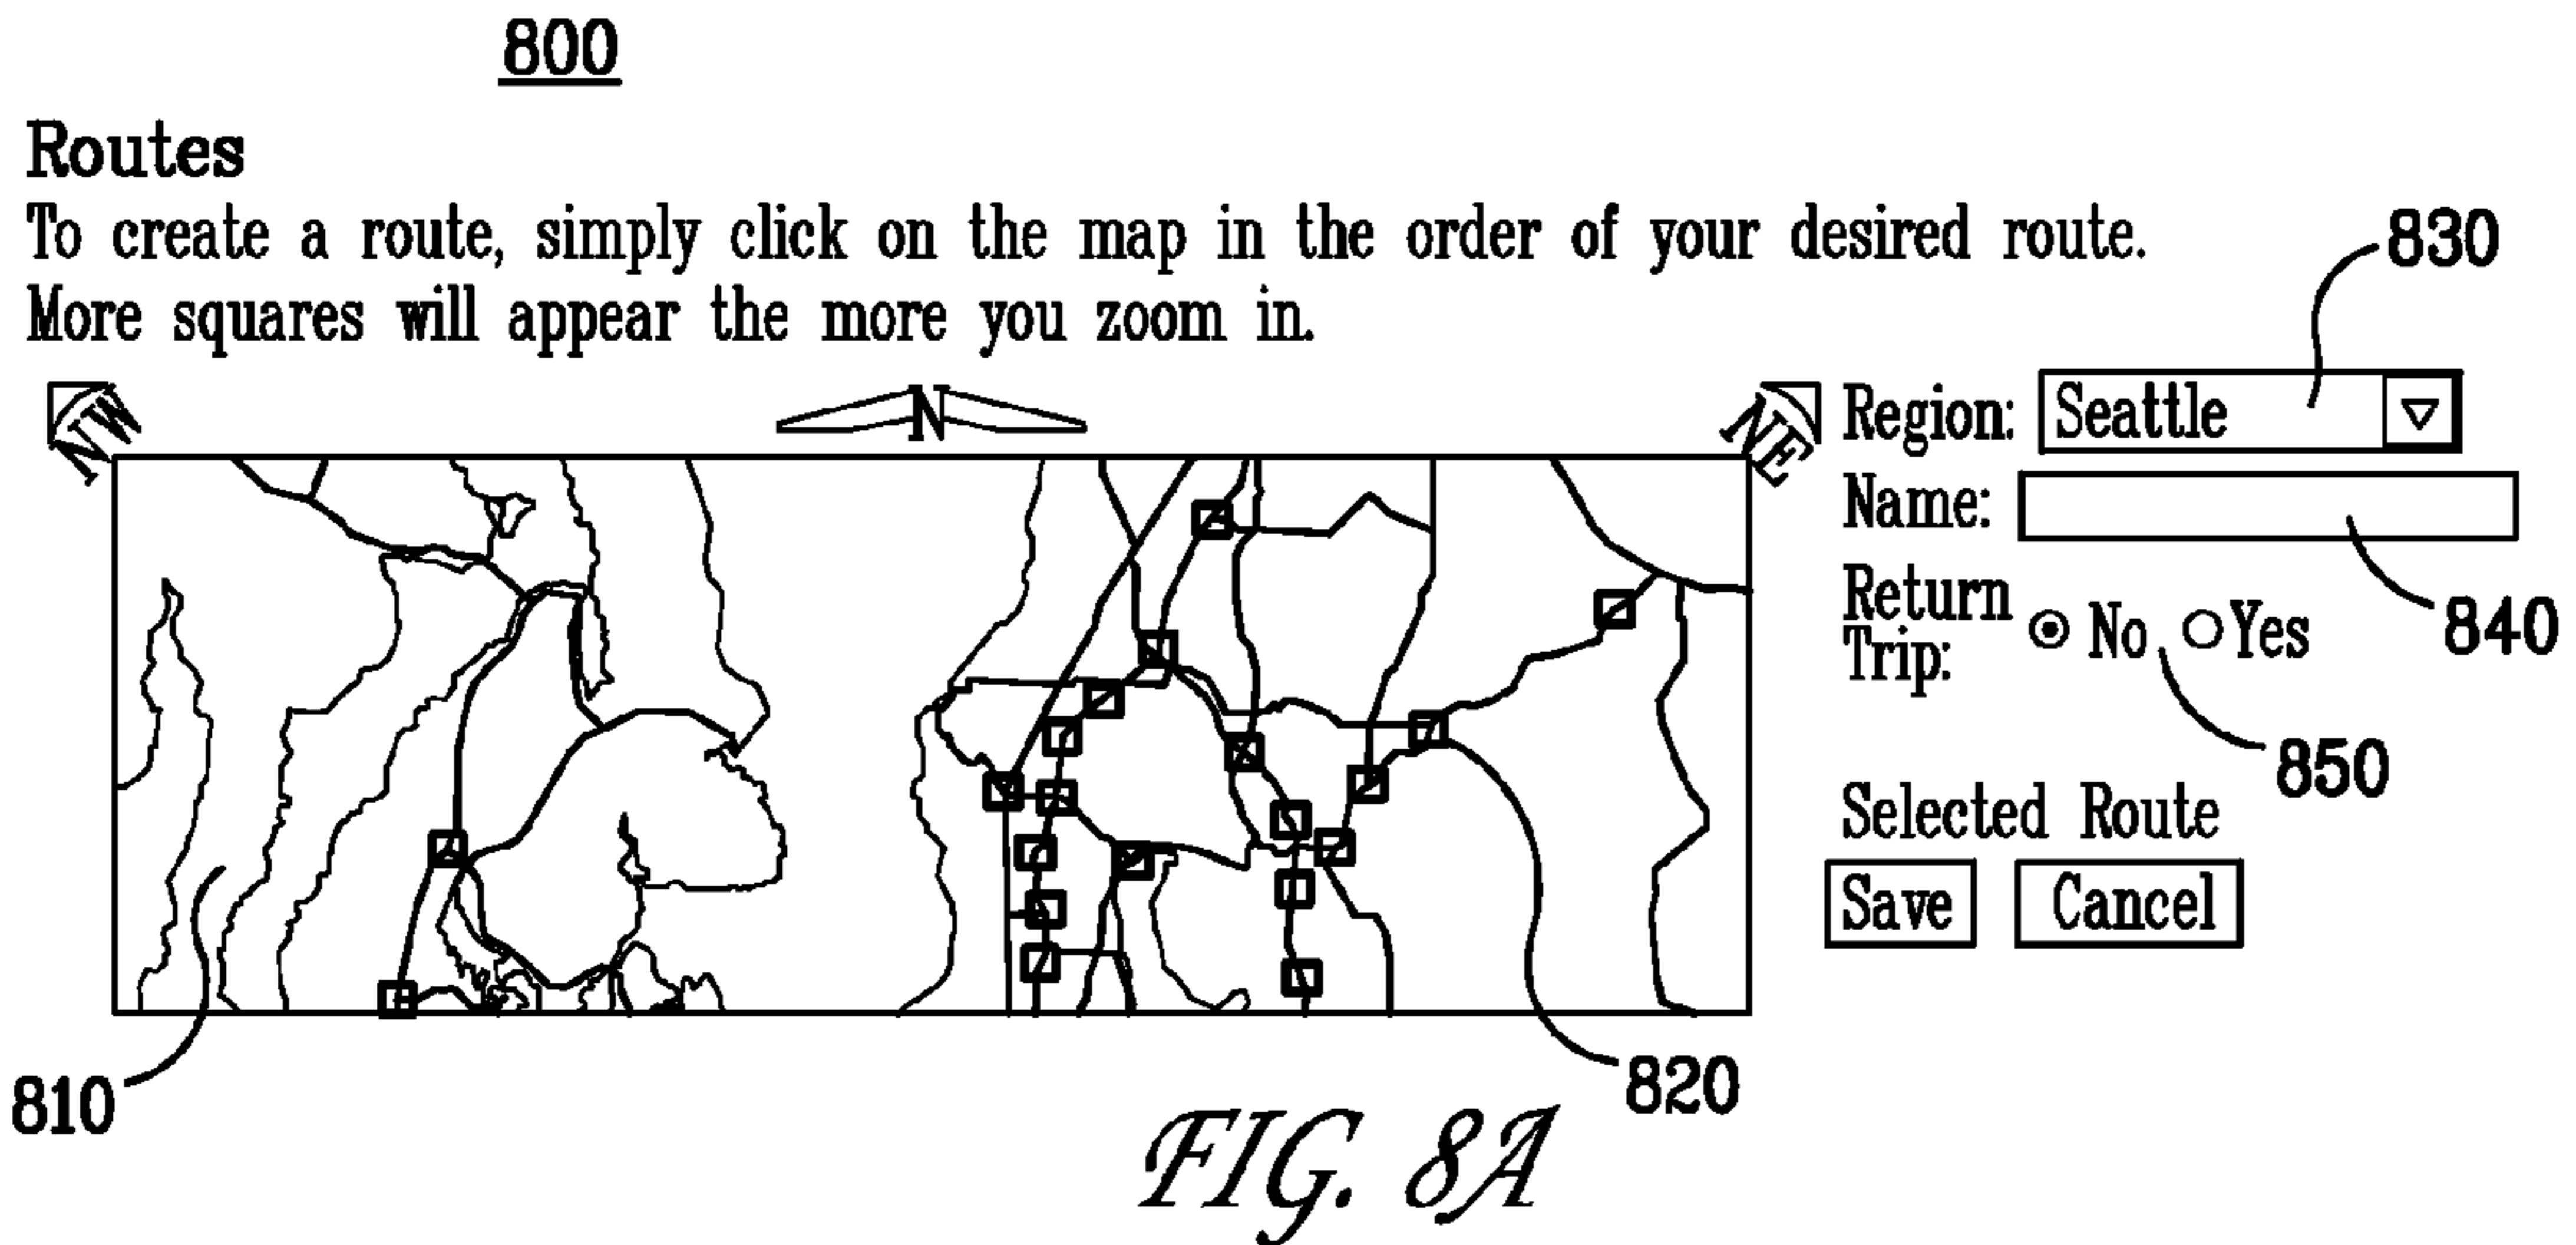 800
Routes
To create a route, simply click on the map in the order of your desired route.
More squares will appear the more you zoom in.
830
NW
N
NE
Region: Seattle
Name:
840
Return
Trip:
No Yes
850
Selected Route
Save Cancel
810
820
FIG. 8A